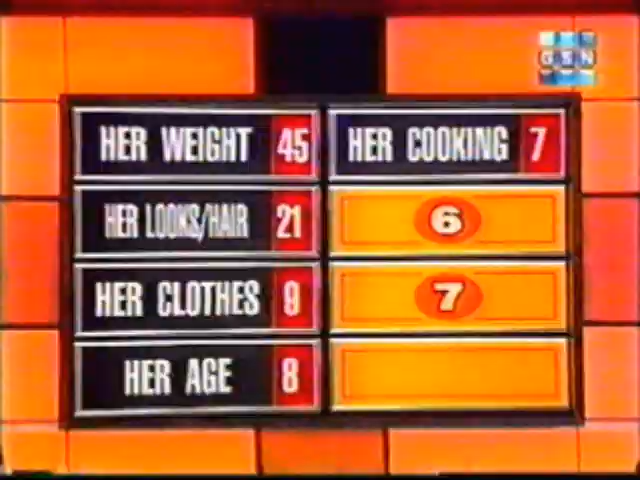 GSN
HER WEIGHT 45
HER LOOKS/HAIR 21
HER CLOTHES 9
HER AGE 8
HER COOKING 7
6
7